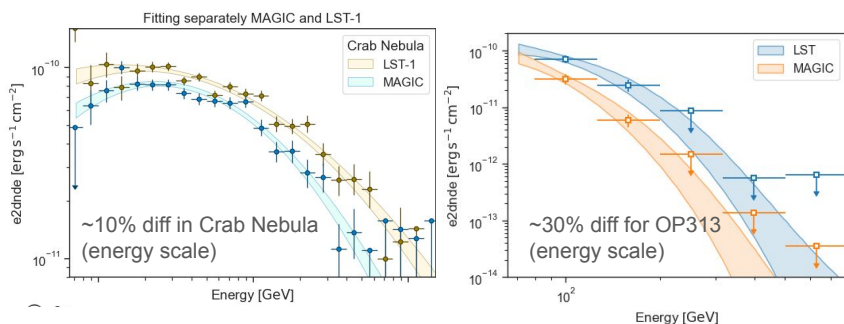 Fitting separately MAGIC and LST-1
Crab Nebula
LST-1
MAGIC
10⁻¹⁰
10⁻¹¹
e2dnde [erg s⁻¹ cm⁻²]
~10% diff in Crab Nebula
(energy scale)
Energy [GeV]
LST
MAGIC
10⁻¹⁰
10⁻¹¹
10⁻¹²
10⁻¹³
10⁻¹⁴
e2dnde [erg s⁻¹ cm⁻²]
~30% diff for OP313
(energy scale)
10²
Energy [GeV]